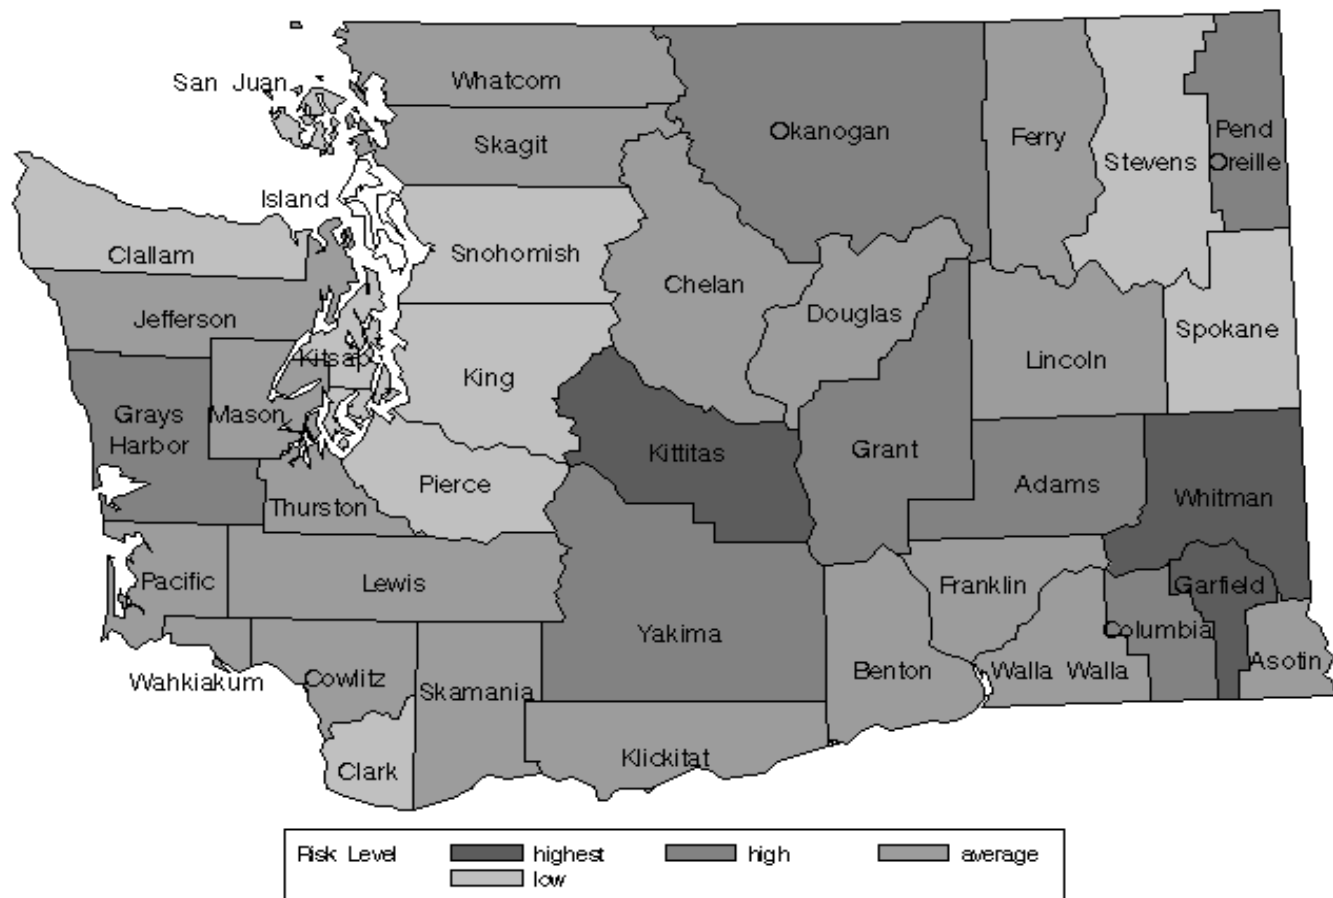 Whatcom
San Juan
Okanogan
Ferry
Pend
Oreille
Skagit
Stevens
Island
Clallam
Snohomish
Chelan
Douglas
Jefferson
Spokane
Kitsap
King
Lincoln
Grays
Harbor
Mason
Kittitas
Grant
Pierce
Adams
Whitman
Thurston
Pacific
Lewis
Franklin
Garfield
Yakima
Columbia
Wahkiakum
Cowlitz
Skamania
Benton
Walla Walla
Asotin
Clark
Klickitat
Risk Level highest high average
low